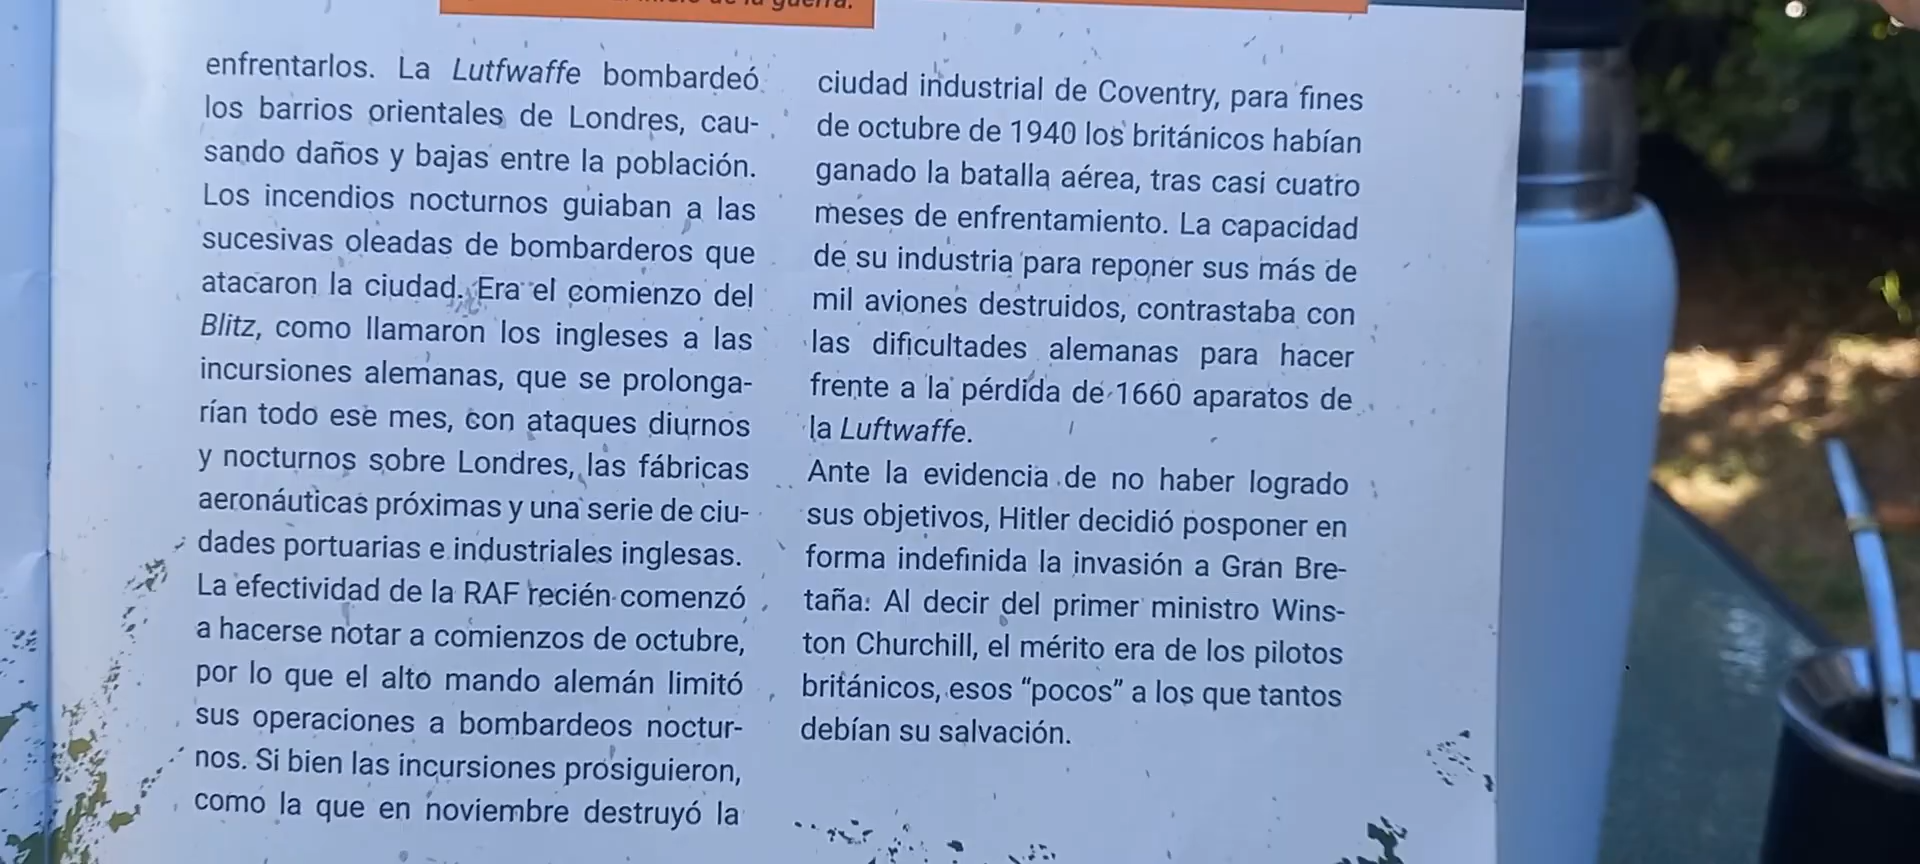 inicio de la guerra.
enfrentarlos. La Lutfwaffe bombardeó
los barrios orientales de Londres, cau-
sando daños y bajas entre la población.
Los incendios nocturnos guiaban a las
sucesivas oleadas de bombarderos que
atacaron la ciudad. Era el comienzo del
Blitz, como llamaron los ingleses a las
incursiones alemanas, que se prolonga-
rían todo ese mes, con ataques diurnos
y nocturnos sobre Londres, las fábricas
aeronáuticas próximas y una serie de ciu-
dades portuarias e industriales inglesas.
La efectividad de la RAF recién comenzó
a hacerse notar a comienzos de octubre,
por lo que el alto mando alemán limitó
sus operaciones a bombardeos noctur-
nos. Si bien las incursiones prosiguieron,
como la que en noviembre destruyó la
ciudad industrial de Coventry, para fines
de octubre de 1940 los británicos habían
ganado la batalla aérea, tras casi cuatro
meses de enfrentamiento. La capacidad
de su industria para reponer sus más de
mil aviones destruidos, contrastaba con
las dificultades alemanas para hacer
frente a la pérdida de 1660 aparatos de
la Luftwaffe.
Ante la evidencia de no haber logrado
sus objetivos, Hitler decidió posponer en
forma indefinida la invasión a Gran Bre-
taña. Al decir del primer ministro Wins-
ton Churchill, el mérito era de los pilotos
británicos, esos “pocos” a los que tantos
debían su salvación.